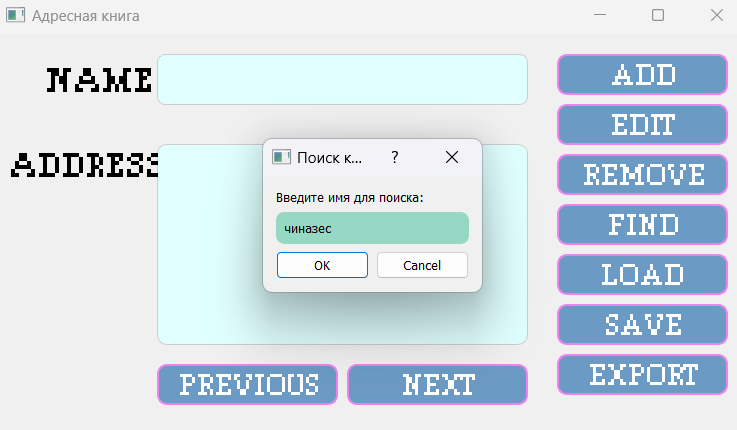 Адресная книга
NAME
ADD
EDIT
ADDRESS
Поиск к... ?
REMOVE
Введите имя для поиска:
чиназес
FIND
OK Cancel
LOAD
SAVE
PREVIOUS NEXT
EXPORT